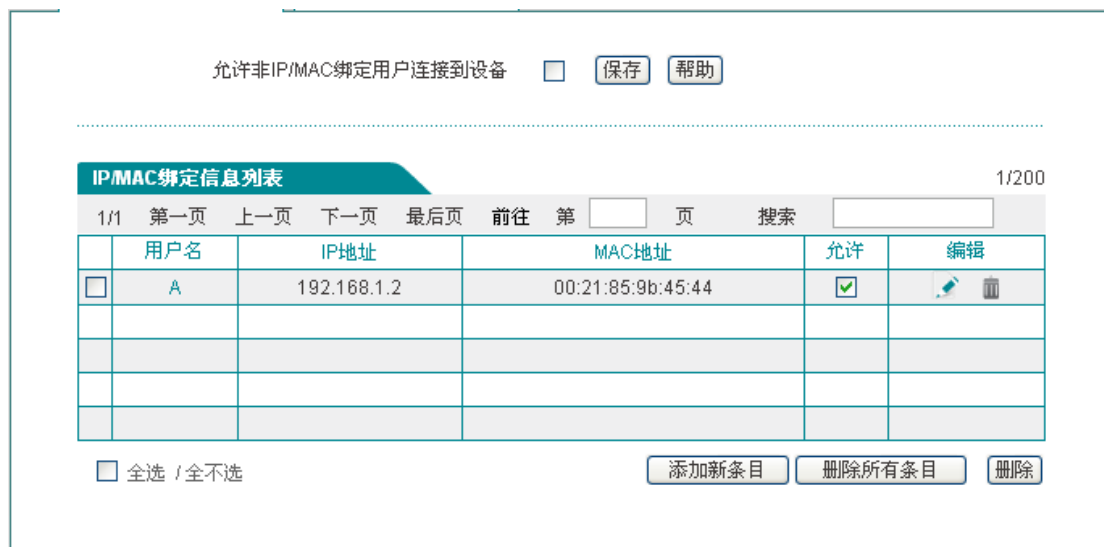 允许非IP/MAC绑定用户连接到设备 保存 帮助
IP/MAC绑定信息列表 1/200
1/1 第一页 上一页 下一页 最后页 前往 第 页 搜索
用户名 IP地址 MAC地址 允许 编辑
A 192.168.1.2 00:21:85:9b:45:44
全选 / 全不选 添加新条目 删除所有条目 删除